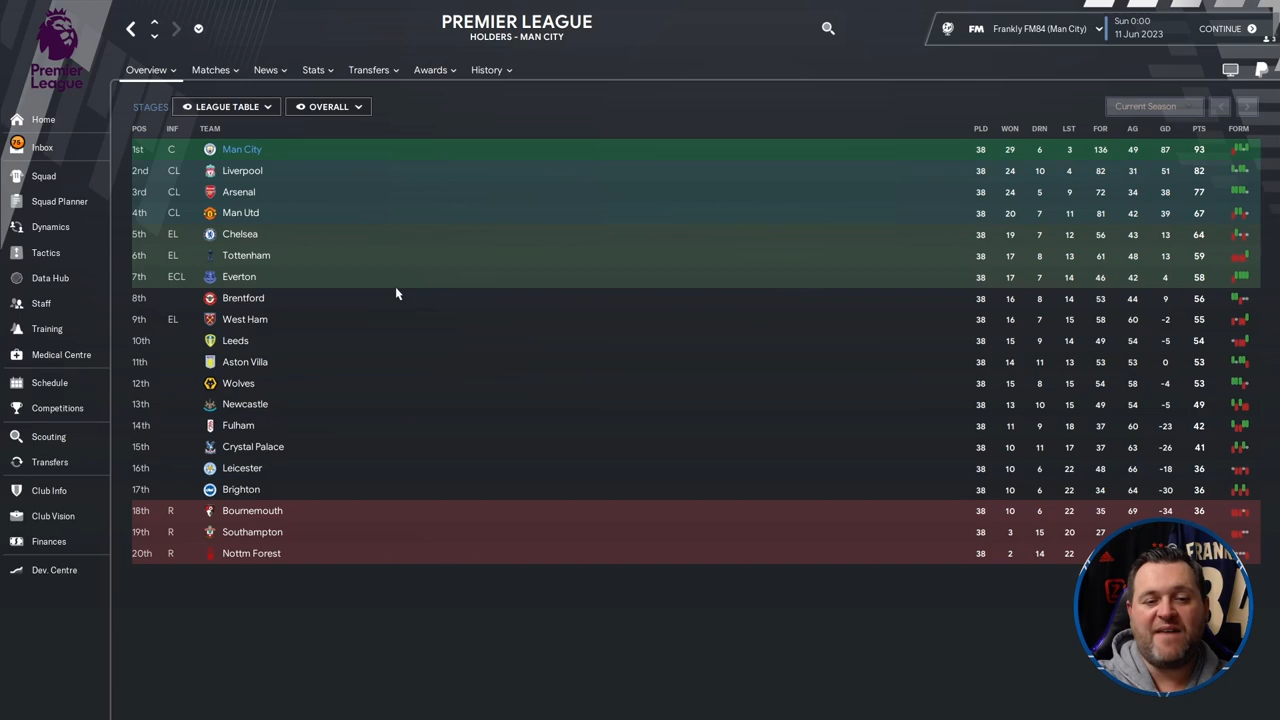 PREMIER LEAGUE
HOLDERS - MAN CITY
Premier
League
FM Frankly FM84 (Man City)
Sun 0:00
11 Jun 2023
CONTINUE
3
Overview Matches News Stats Transfers Awards History
STAGES LEAGUE TABLE OVERALL Current Season
Home
75
Inbox
Squad
Squad Planner
Dynamics
Tactics
Data Hub
Staff
Training
Medical Centre
Schedule
Competitions
Scouting
Transfers
Club Info
Club Vision
Finances
Dev. Centre
POS INF TEAM PLD WON DRN LST FOR AG GD PTS FORM
1st C Man City 38 29 6 3 136 49 87 93
2nd CL Liverpool 38 24 10 4 82 31 51 82
3rd CL Arsenal 38 24 5 9 72 34 38 77
4th CL Man Utd 38 20 7 11 81 42 39 67
5th EL Chelsea 38 19 7 12 56 43 13 64
6th EL Tottenham 38 17 8 13 61 48 13 59
7th ECL Everton 38 17 7 14 46 42 4 58
8th Brentford 38 16 8 14 53 44 9 56
9th EL West Ham 38 16 7 15 58 60 -2 55
10th Leeds 38 15 9 14 49 54 -5 54
11th Aston Villa 38 14 11 13 53 53 0 53
12th Wolves 38 15 8 15 54 58 -4 53
13th Newcastle 38 13 10 15 49 54 -5 49
14th Fulham 38 11 9 18 37 60 -23 42
15th Crystal Palace 38 10 11 17 37 63 -26 41
16th Leicester 38 10 6 22 48 66 -18 36
17th Brighton 38 10 6 22 34 64 -30 36
18th R Bournemouth 38 10 6 22 35 69 -34 36
19th R Southampton 38 3 15 20 27
20th R Nottm Forest 38 2 14 22
FRANK
84